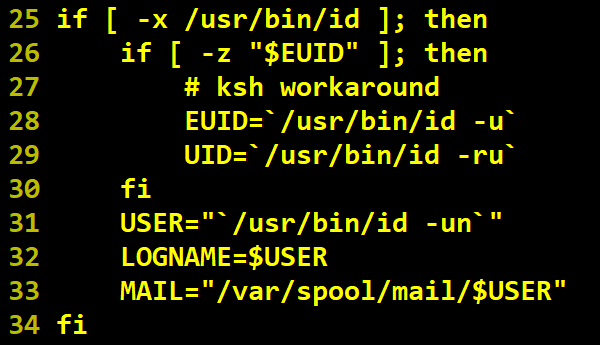 25 if [ -x /usr/bin/id ]; then
26     if [ -z "$EUID" ]; then
27         # ksh workaround
28         EUID=`/usr/bin/id -u`
29         UID=`/usr/bin/id -ru`
30     fi
31     USER="`/usr/bin/id -un`"
32     LOGNAME=$USER
33     MAIL="/var/spool/mail/$USER"
34 fi